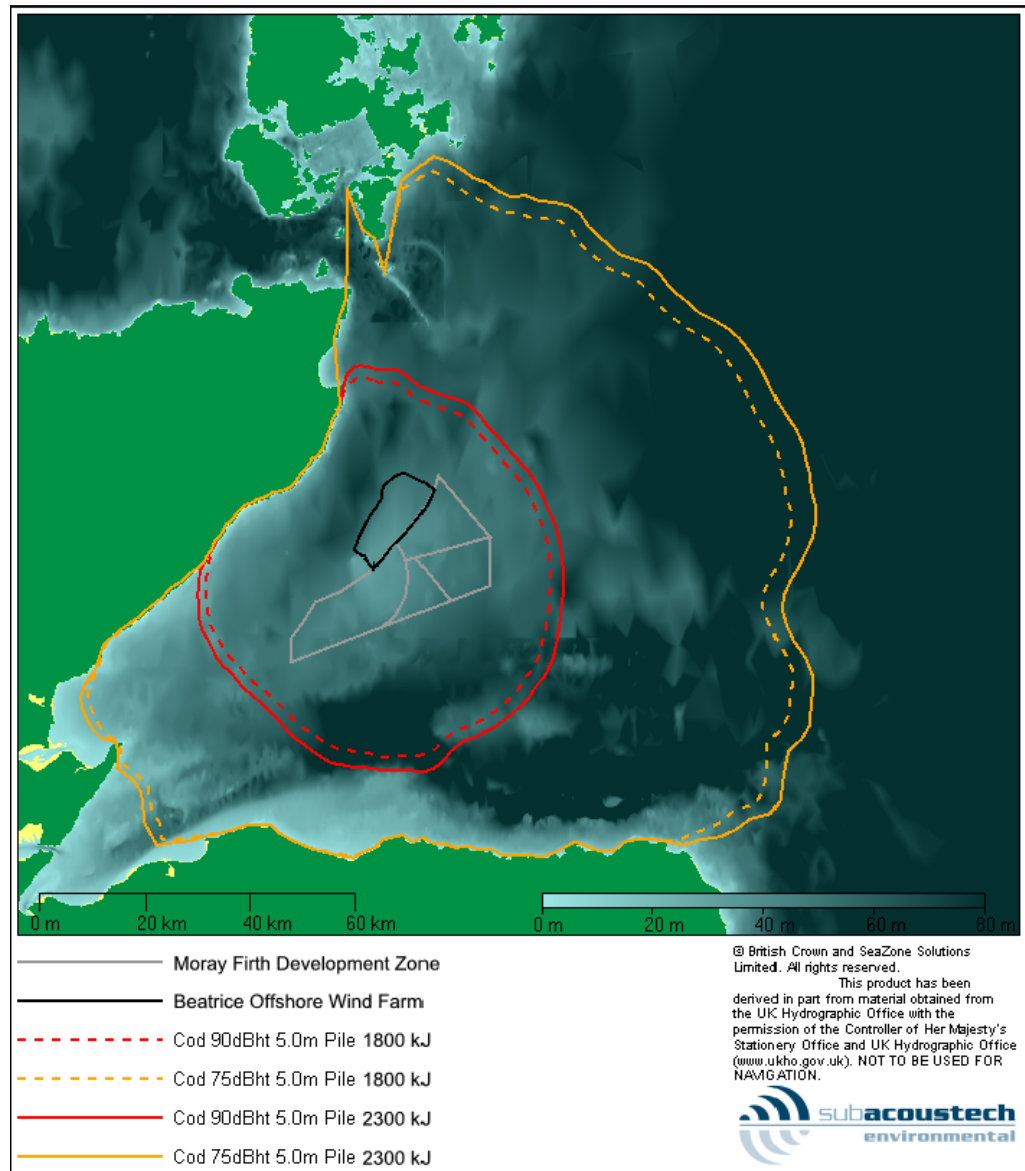 0 m 20 km 40 km 60 km 0 m 20 m 40 m 60 m 80 m
Moray Firth Development Zone
Beatrice Offshore Wind Farm
Cod 90dBht 5.0m Pile 1800 kJ
Cod 75dBht 5.0m Pile 1800 kJ
Cod 90dBht 5.0m Pile 2300 kJ
Cod 75dBht 5.0m Pile 2300 kJ
© British Crown and SeaZone Solutions
Limited. All rights reserved.
This product has been
derived in part from material obtained from
the UK Hydrographic Office with the
permission of the Controller of Her Majesty's
Stationery Office and UK Hydrographic Office
(www.ukho.gov.uk). NOT TO BE USED FOR
NAVIGATION.
subacoustech
environmental